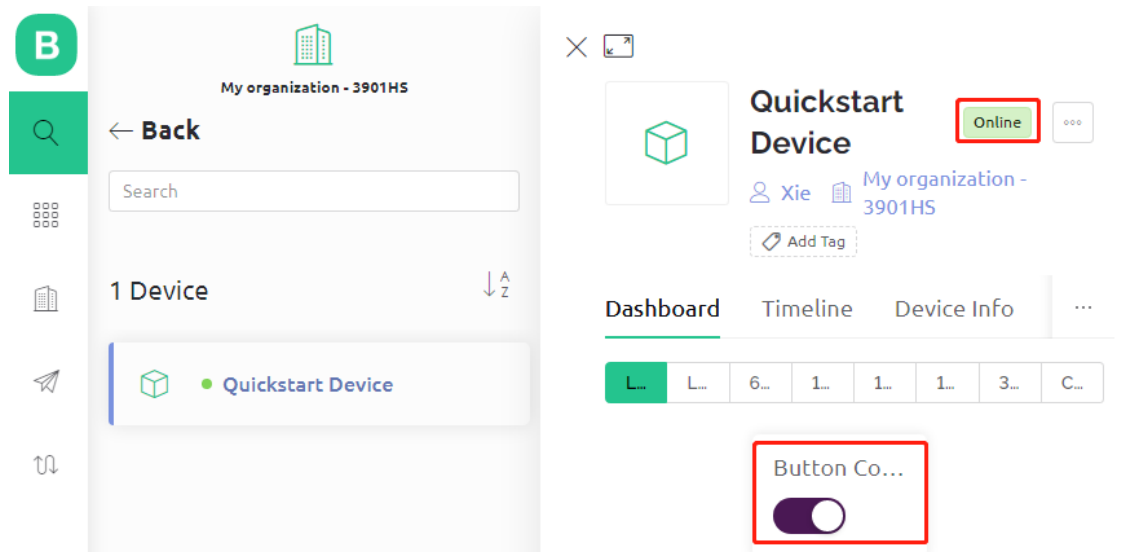 B
My organization - 3901HS
← Back
Search
1 Device
A
Z
Quickstart Device
Quickstart
Device
Online
Xie
My organization -
3901HS
Add Tag
Dashboard Timeline Device Info ...
L... L... 6... 1... 1... 1... 3... C...
Button Co...